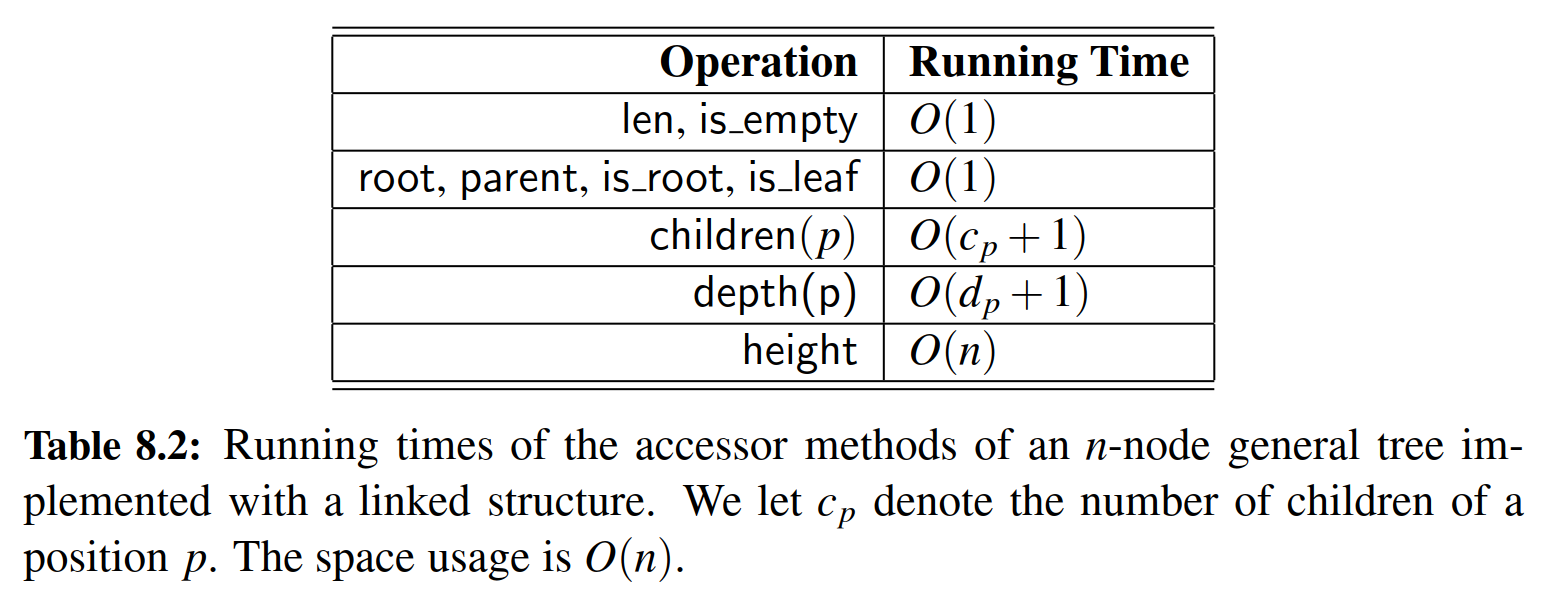 Operation Running Time
len, is_empty O(1)
root, parent, is_root, is_leaf O(1)
children(p) O(c_p + 1)
depth(p) O(d_p + 1)
height O(n)
Table 8.2: Running times of the accessor methods of an n-node general tree im-
plemented with a linked structure. We let c_p denote the number of children of a
position p. The space usage is O(n).